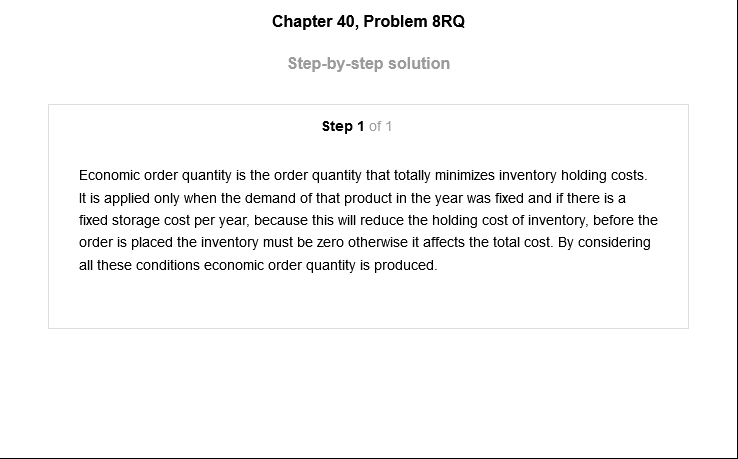 Chapter 40, Problem 8RQ
Step-by-step solution
Step 1 of 1
Economic order quantity is the order quantity that totally minimizes inventory holding costs.
It is applied only when the demand of that product in the year was fixed and if there is a
fixed storage cost per year, because this will reduce the holding cost of inventory, before the
order is placed the inventory must be zero otherwise it affects the total cost. By considering
all these conditions economic order quantity is produced.